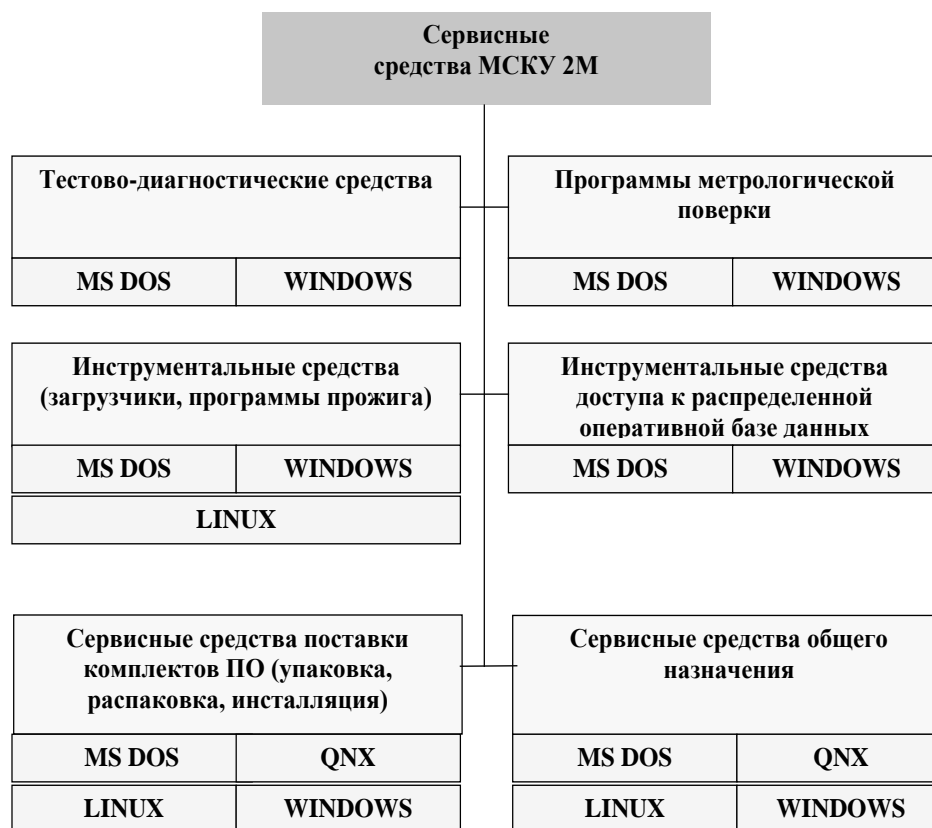 Сервисные
средства МСКУ 2М
Тестово-диагностические средства
MS DOS
WINDOWS
Программы метрологической
поверки
MS DOS
WINDOWS
Инструментальные средства
(загрузчики, программы прожига)
MS DOS
WINDOWS
LINUX
Инструментальные средства
доступа к распределенной
оперативной базе данных
MS DOS
WINDOWS
Сервисные средства поставки
комплектов ПО (упаковка,
распаковка, инсталляция)
MS DOS
QNX
LINUX
WINDOWS
Сервисные средства общего
назначения
MS DOS
QNX
LINUX
WINDOWS